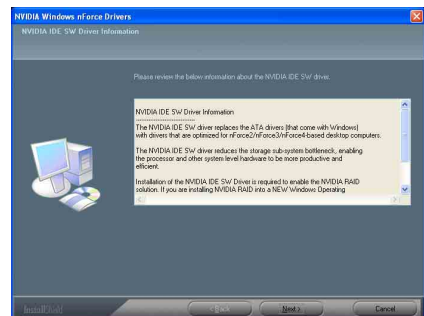 NVIDIA Windows nForce Drivers
NVIDIA IDE SW Driver Information
Please review the below information about the NVIDIA IDE SW driver.
NVIDIA IDE SW Driver Information
The NVIDIA IDE SW driver replaces the ATA drivers (that come with Windows)
with drivers that are optimized for nForce2/nForce3/nForce4-based desktop computers.
The NVIDIA IDE SW driver reduces the storage sub-system bottleneck, enabling
the processor and other system level hardware to be more productive and
efficient.
Installation of the NVIDIA IDE SW Driver is required to enable the NVIDIA RAID
solution. If you are installing NVIDIA RAID into a NEW Windows Operating
InstallShield
< Back
Next >
Cancel